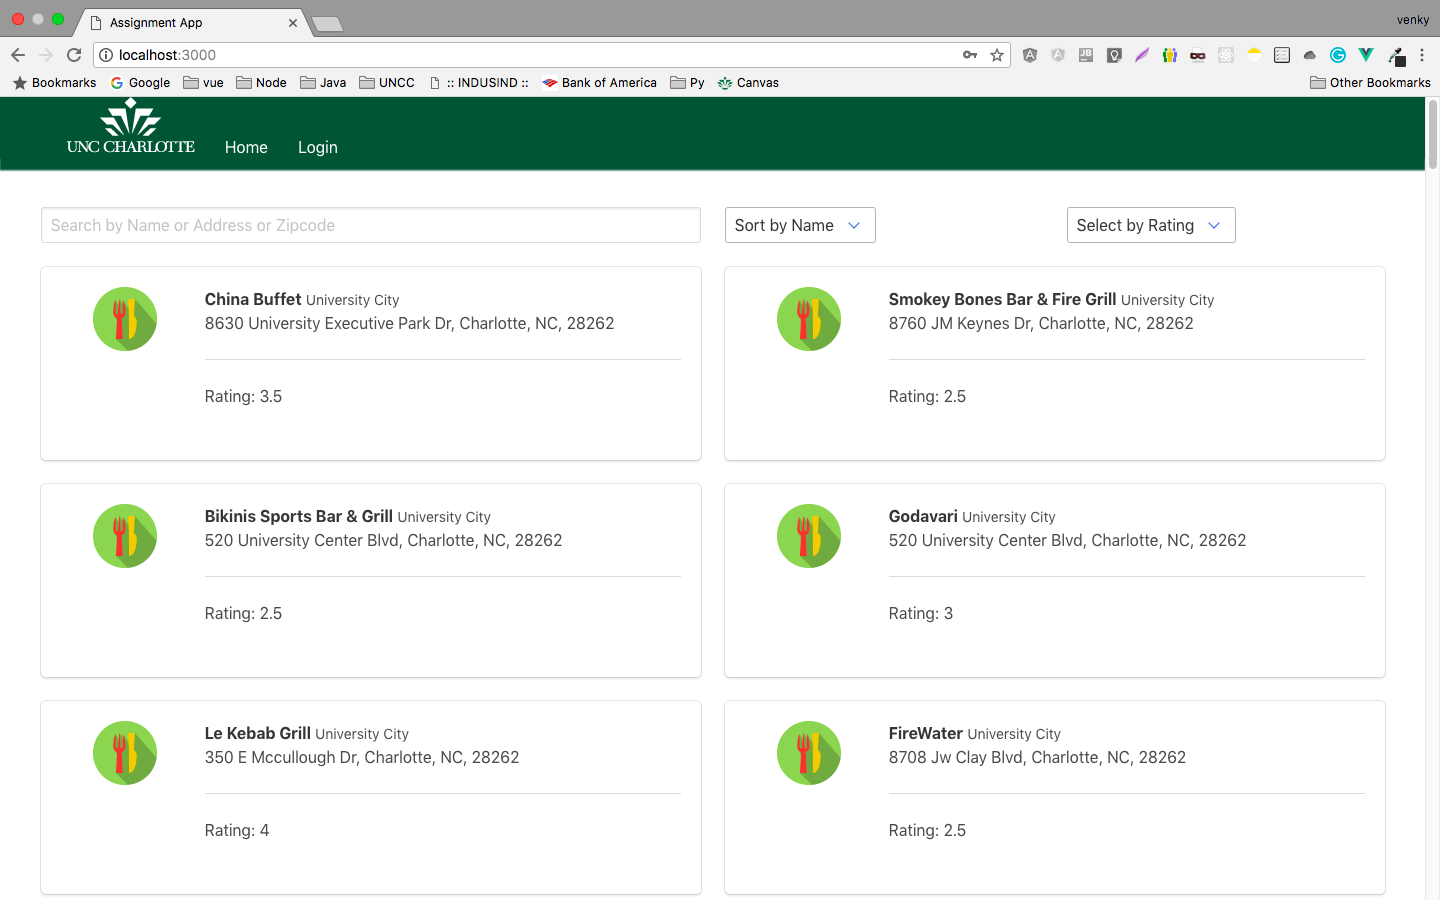 Assignment App
venky
localhost:3000
Bookmarks Google vue Node Java UNCC :: INDUSIND :: Bank of America Py Canvas Other Bookmarks
UNC CHARLOTTE Home Login
Search by Name or Address or Zipcode Sort by Name Select by Rating
China Buffet University City
8630 University Executive Park Dr, Charlotte, NC, 28262
Rating: 3.5
Smokey Bones Bar & Fire Grill University City
8760 JM Keynes Dr, Charlotte, NC, 28262
Rating: 2.5
Bikinis Sports Bar & Grill University City
520 University Center Blvd, Charlotte, NC, 28262
Rating: 2.5
Godavari University City
520 University Center Blvd, Charlotte, NC, 28262
Rating: 3
Le Kebab Grill University City
350 E Mccullough Dr, Charlotte, NC, 28262
Rating: 4
FireWater University City
8708 Jw Clay Blvd, Charlotte, NC, 28262
Rating: 2.5